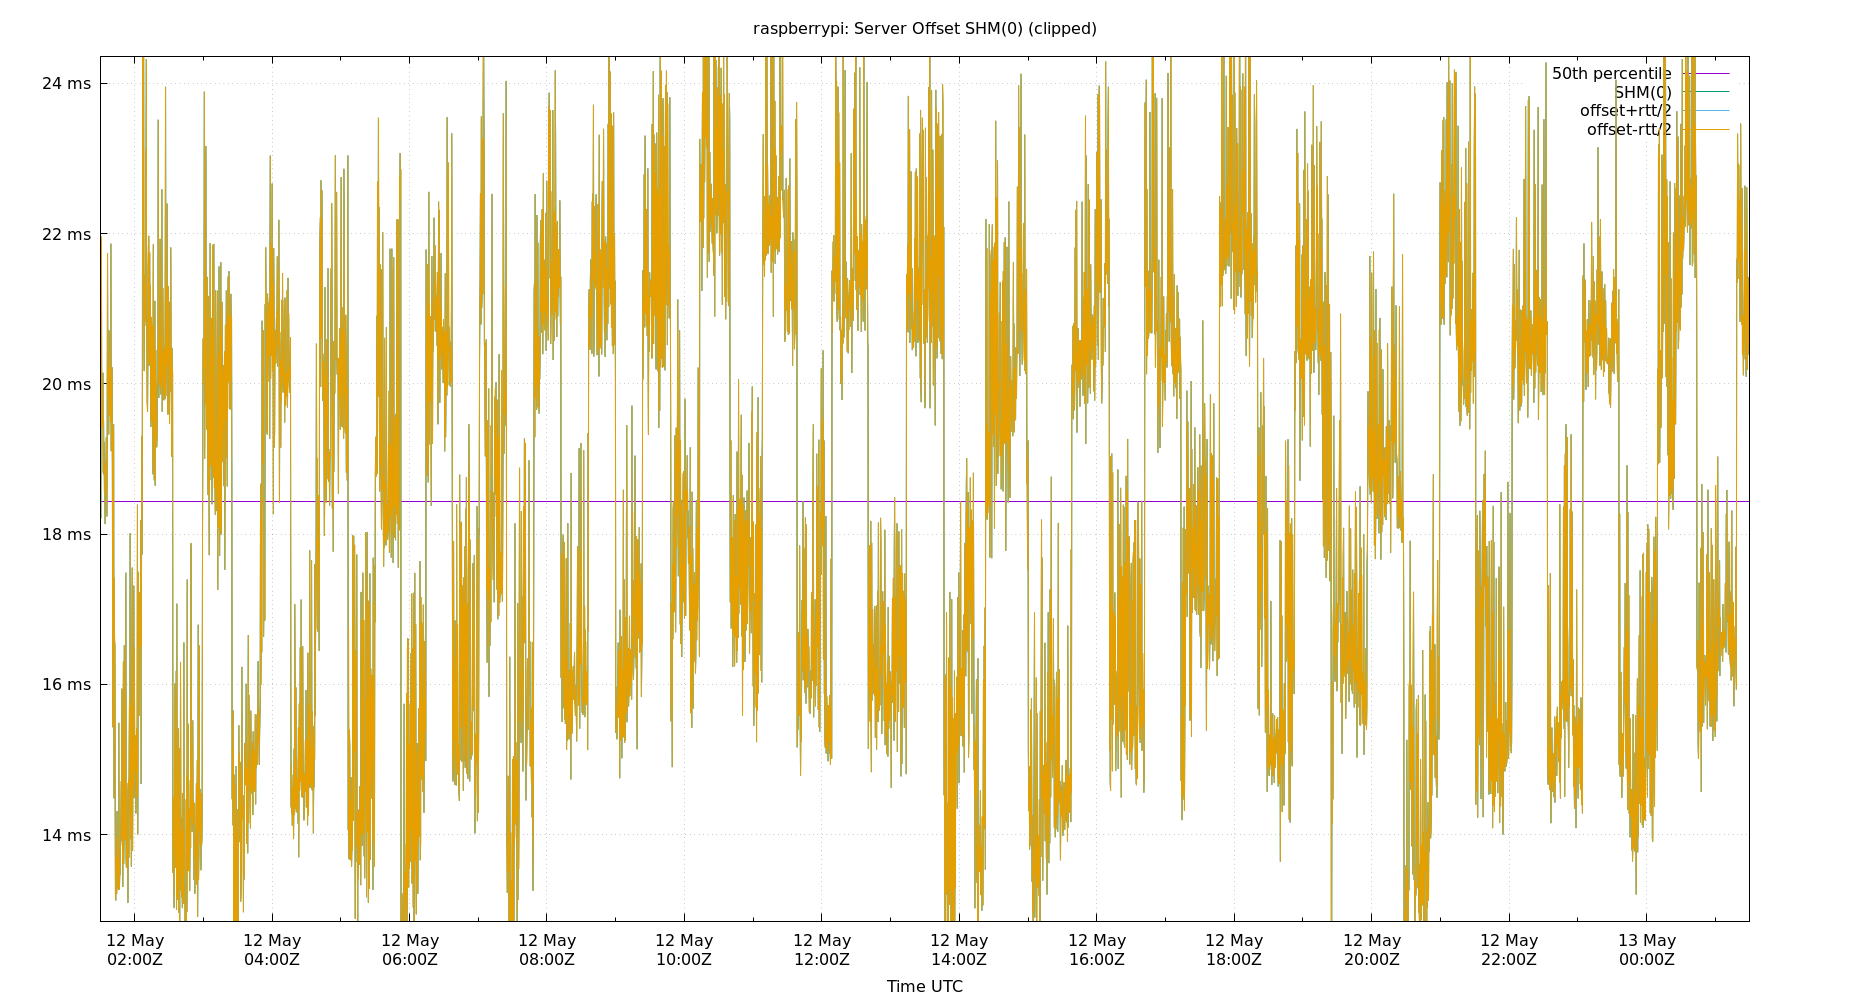 raspberrypi: Server Offset SHM(0) (clipped)
24 ms
22 ms
20 ms
18 ms
16 ms
14 ms
50th percentile
SHM(0)
offset+rtt/2
offset-rtt/2
12 May 12 May 12 May 12 May 12 May 12 May 12 May 12 May 12 May 12 May 12 May 13 May
02:00Z 04:00Z 06:00Z 08:00Z 10:00Z 12:00Z 14:00Z 16:00Z 18:00Z 20:00Z 22:00Z 00:00Z
Time UTC